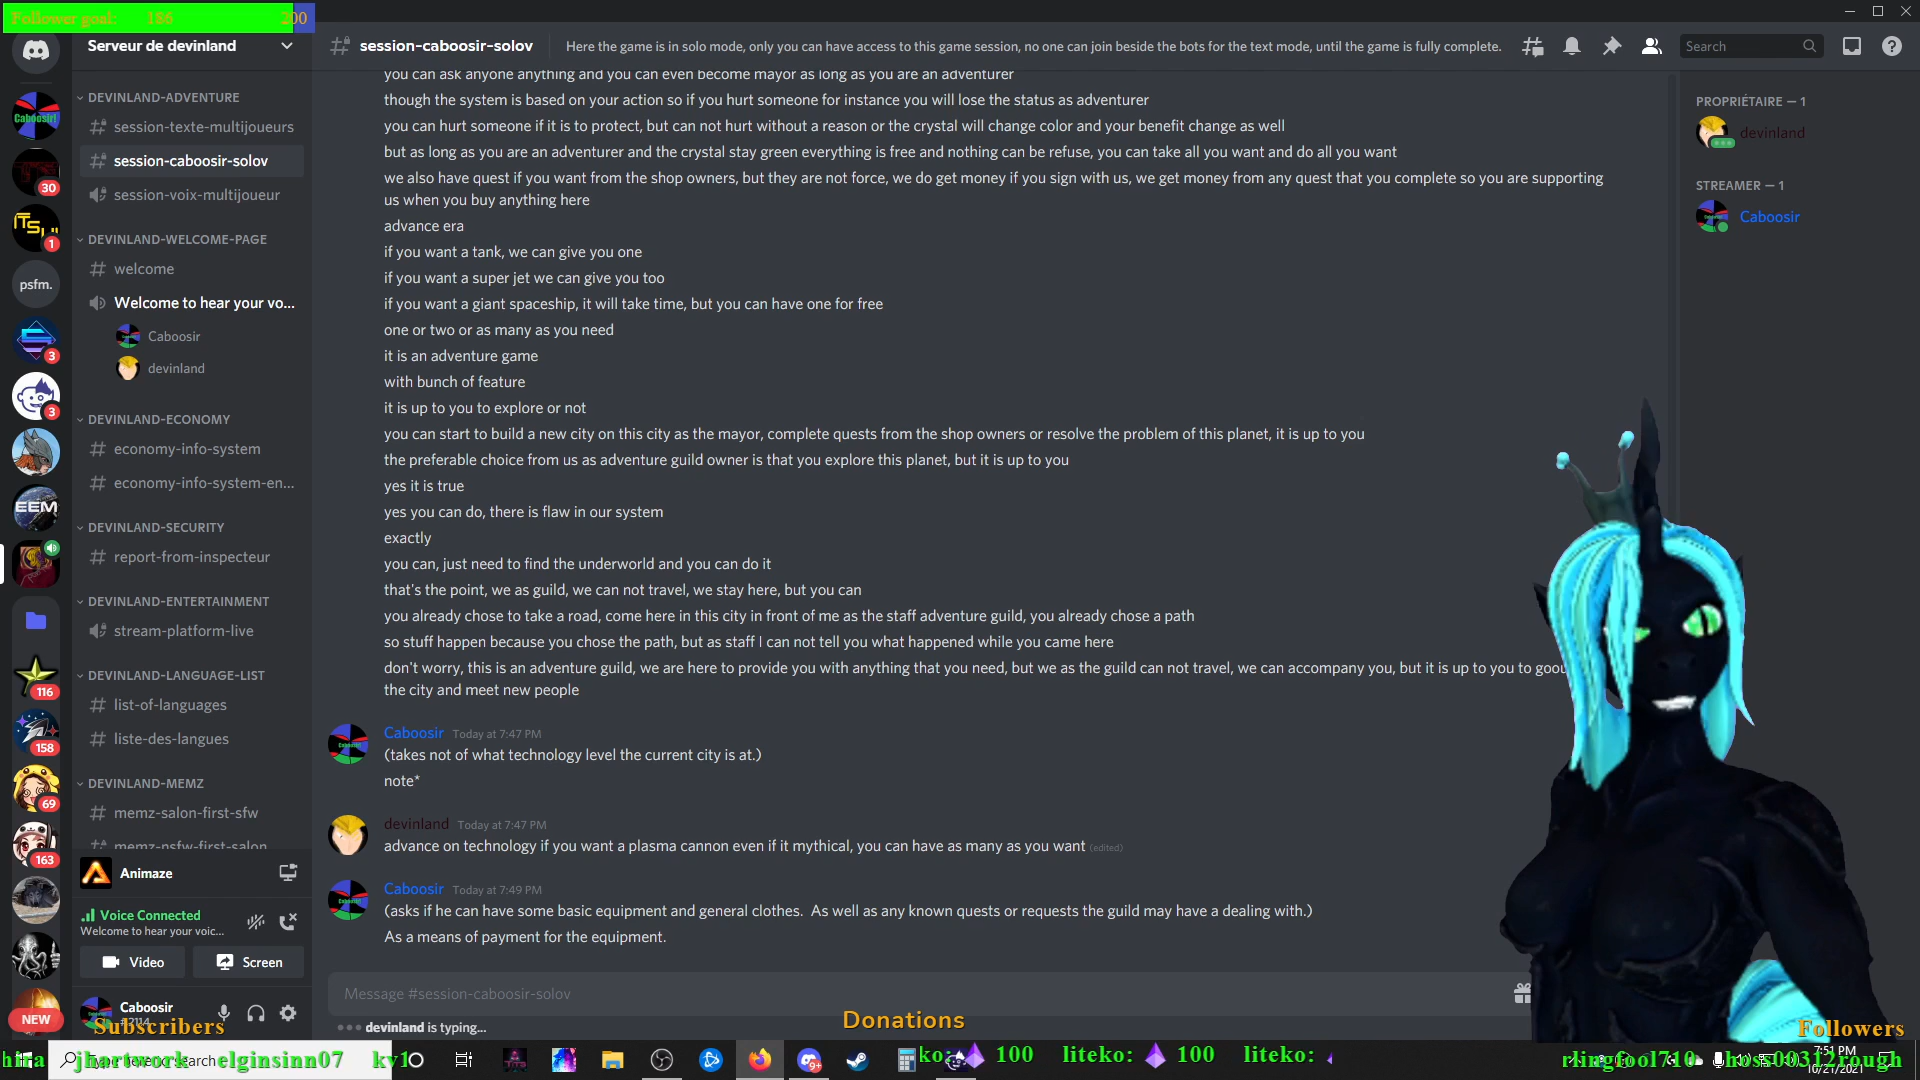 Follower goal: 186 200
Serveur de devinland
session-caboosir-solov
Here the game is in solo mode, only you can have access to this game session, no one can join beside the bots for the text mode, until the game is fully complete.
Search
DEVINLAND-ADVENTURE
session-texte-multijoueurs
session-caboosir-solov
session-voix-multijoueur
DEVINLAND-WELCOME-PAGE
welcome
Welcome to hear your vo...
Caboosir
devinland
DEVINLAND-ECONOMY
economy-info-system
economy-info-system-en...
DEVINLAND-SECURITY
report-from-inspecteur
DEVINLAND-ENTERTAINMENT
stream-platform-live
DEVINLAND-LANGUAGE-LIST
list-of-languages
liste-des-langues
DEVINLAND-MEMZ
memz-salon-first-sfw
memz-nsfw-first-salon
Caboosir!
30
1
psfm.
3
3
EEM
116
158
69
163
NEW
Animaze
Voice Connected
Welcome to hear your voic...
Video
Screen
Caboosir
#2114
you can ask anyone anything and you can even become mayor as long as you are an adventurer
though the system is based on your action so if you hurt someone for instance you will lose the status as adventurer
you can hurt someone if it is to protect, but can not hurt without a reason or the crystal will change color and your benefit change as well
but as long as you are an adventurer and the crystal stay green everything is free and nothing can be refuse, you can take all you want and do all you want
we also have quest if you want from the shop owners, but they are not force, we do get money if you sign with us, we get money from any quest that you complete so you are supporting
us when you buy anything here
advance era
if you want a tank, we can give you one
if you want a super jet we can give you too
if you want a giant spaceship, it will take time, but you can have one for free
one or two or as many as you need
it is an adventure game
with bunch of feature
it is up to you to explore or not
you can start to build a new city on this city as the mayor, complete quests from the shop owners or resolve the problem of this planet, it is up to you
the preferable choice from us as adventure guild owner is that you explore this planet, but it is up to you
yes it is true
yes you can do, there is flaw in our system
exactly
you can, just need to find the underworld and you can do it
that's the point, we as guild, we can not travel, we stay here, but you can
you already chose to take a road, come here in this city in front of me as the staff adventure guild, you already chose a path
so stuff happen because you chose the path, but as staff I can not tell you what happened while you came here
don't worry, this is an adventure guild, we are here to provide you with anything that you need, but we as the guild can not travel, we can accompany you, but it is up to you to goou
the city and meet new people
Caboosir Today at 7:47 PM
(takes not of what technology level the current city is at.)
note*
devinland Today at 7:47 PM
advance on technology if you want a plasma cannon even if it mythical, you can have as many as you want (edited)
Caboosir Today at 7:49 PM
(asks if he can have some basic equipment and general clothes. As well as any known quests or requests the guild may have a dealing with.)
As a means of payment for the equipment.
Message #session-caboosir-solov
devinland is typing...
PROPRIÉTAIRE — 1
devinland
STREAMER — 1
Caboosir
Subscribers
Donations
Followers
jhartwork elginsinn07 kv1
100 liteko: 100 liteko:
rlingfool710
7:51 PM
10/21/2021